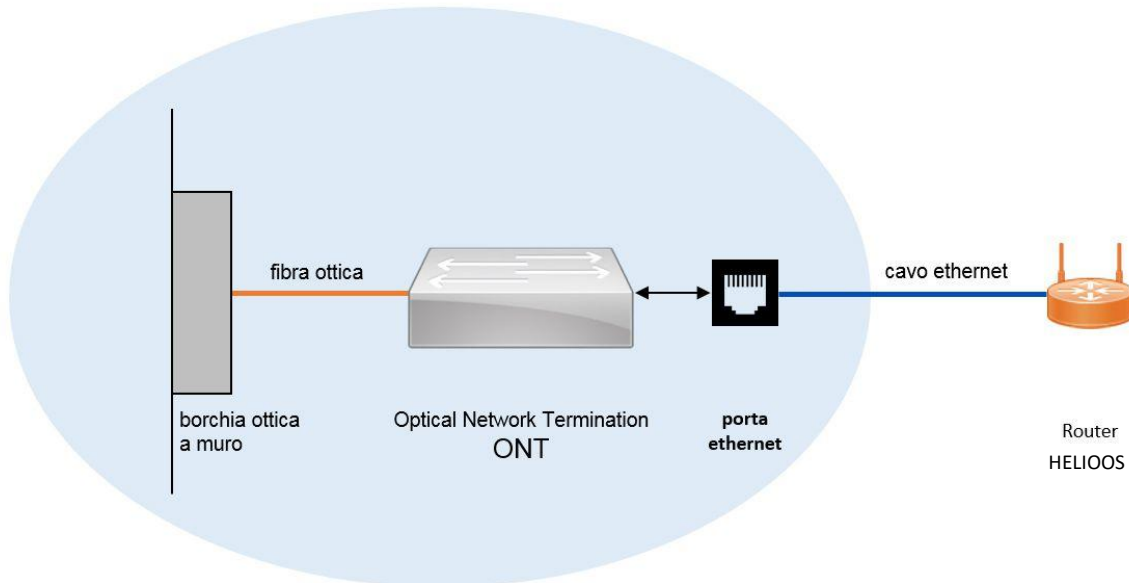 fibra ottica
cavo ethernet
borchia ottica
a muro
Optical Network Termination
ONT
porta
ethernet
Router
HELIOOS